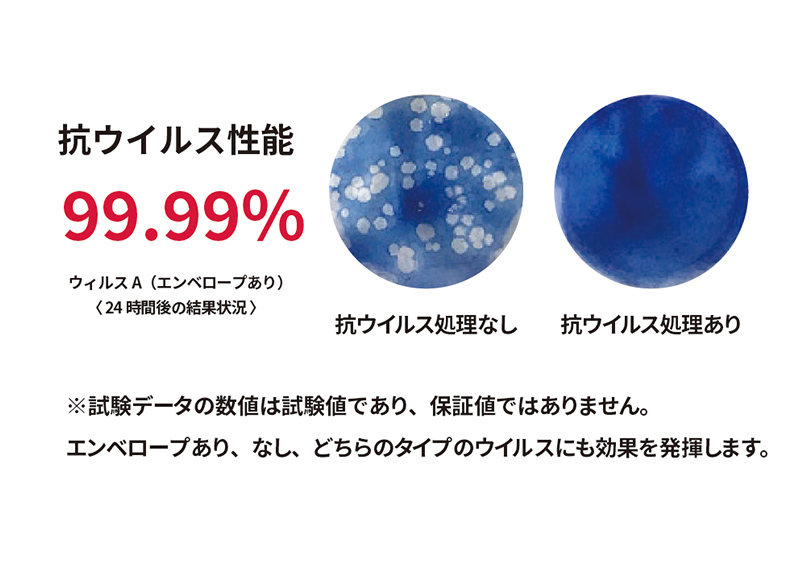 抗ウイルス性能
99.99%
ウィルス A（エンベロープあり）
〈 24 時間後の結果状況 〉
抗ウイルス処理なし
抗ウイルス処理あり
※試験データの数値は試験値であり、保証値ではありません。
エンベロープあり、なし、どちらのタイプのウイルスにも効果を発揮します。